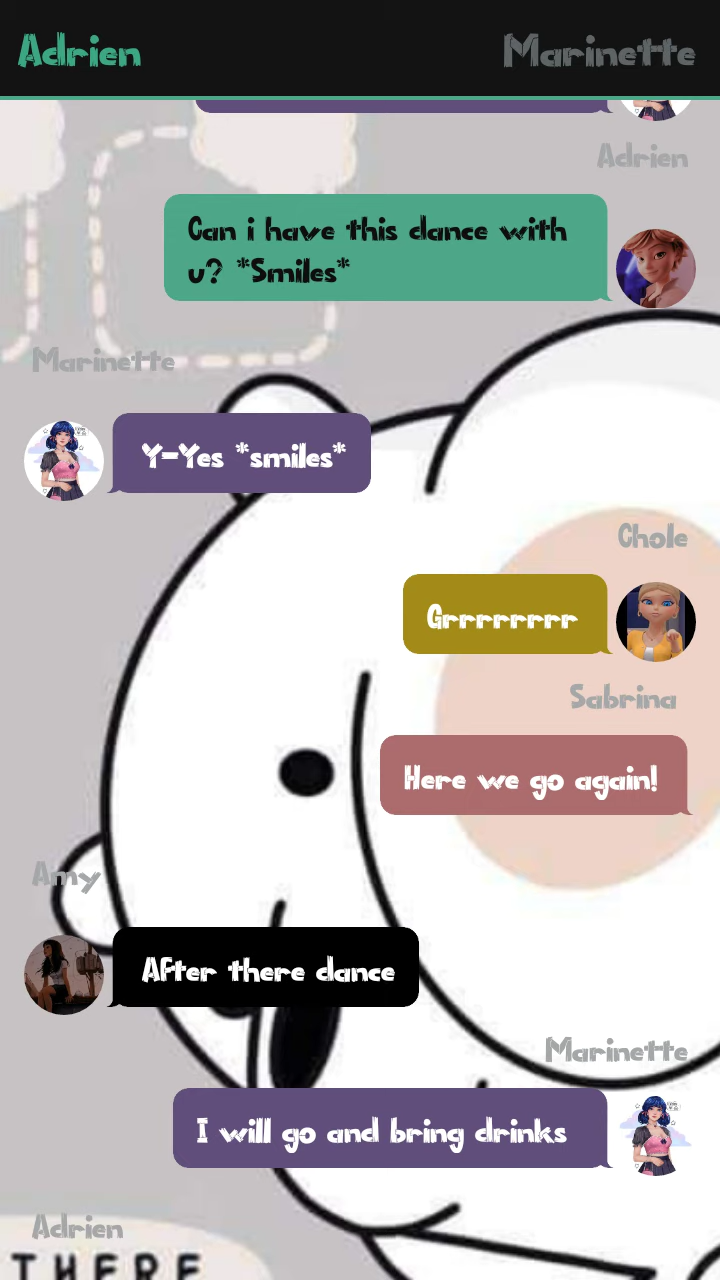 Adrien
Marinette
Adrien
Can i have this dance with
u? *Smiles*
Marinette
Y-Yes *smiles*
Chole
Grrrrrrrr
Sabrina
Here we go again!
Amy
After there dance
Marinette
I will go and bring drinks
Adrien
THERE